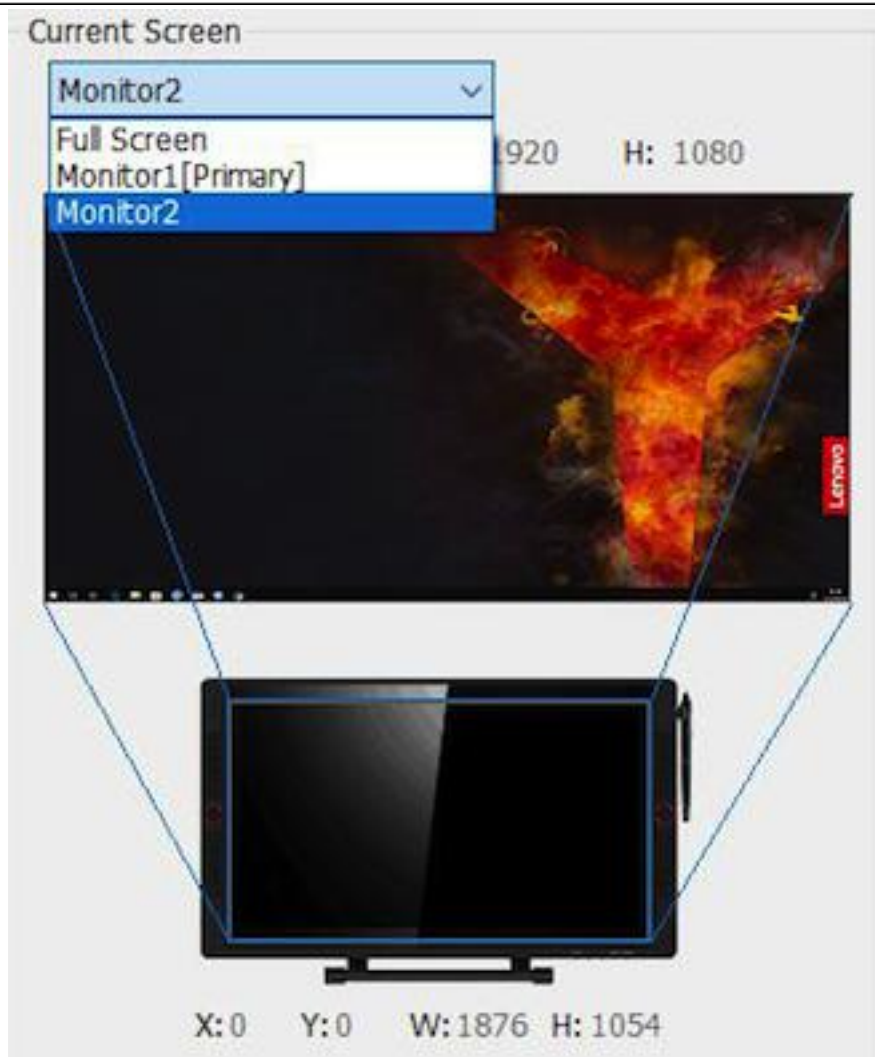 Current Screen
Monitor2
Full Screen
Monitor1[Primary]
Monitor2
1920 H: 1080
Lenovo
X: 0 Y: 0 W: 1876 H: 1054